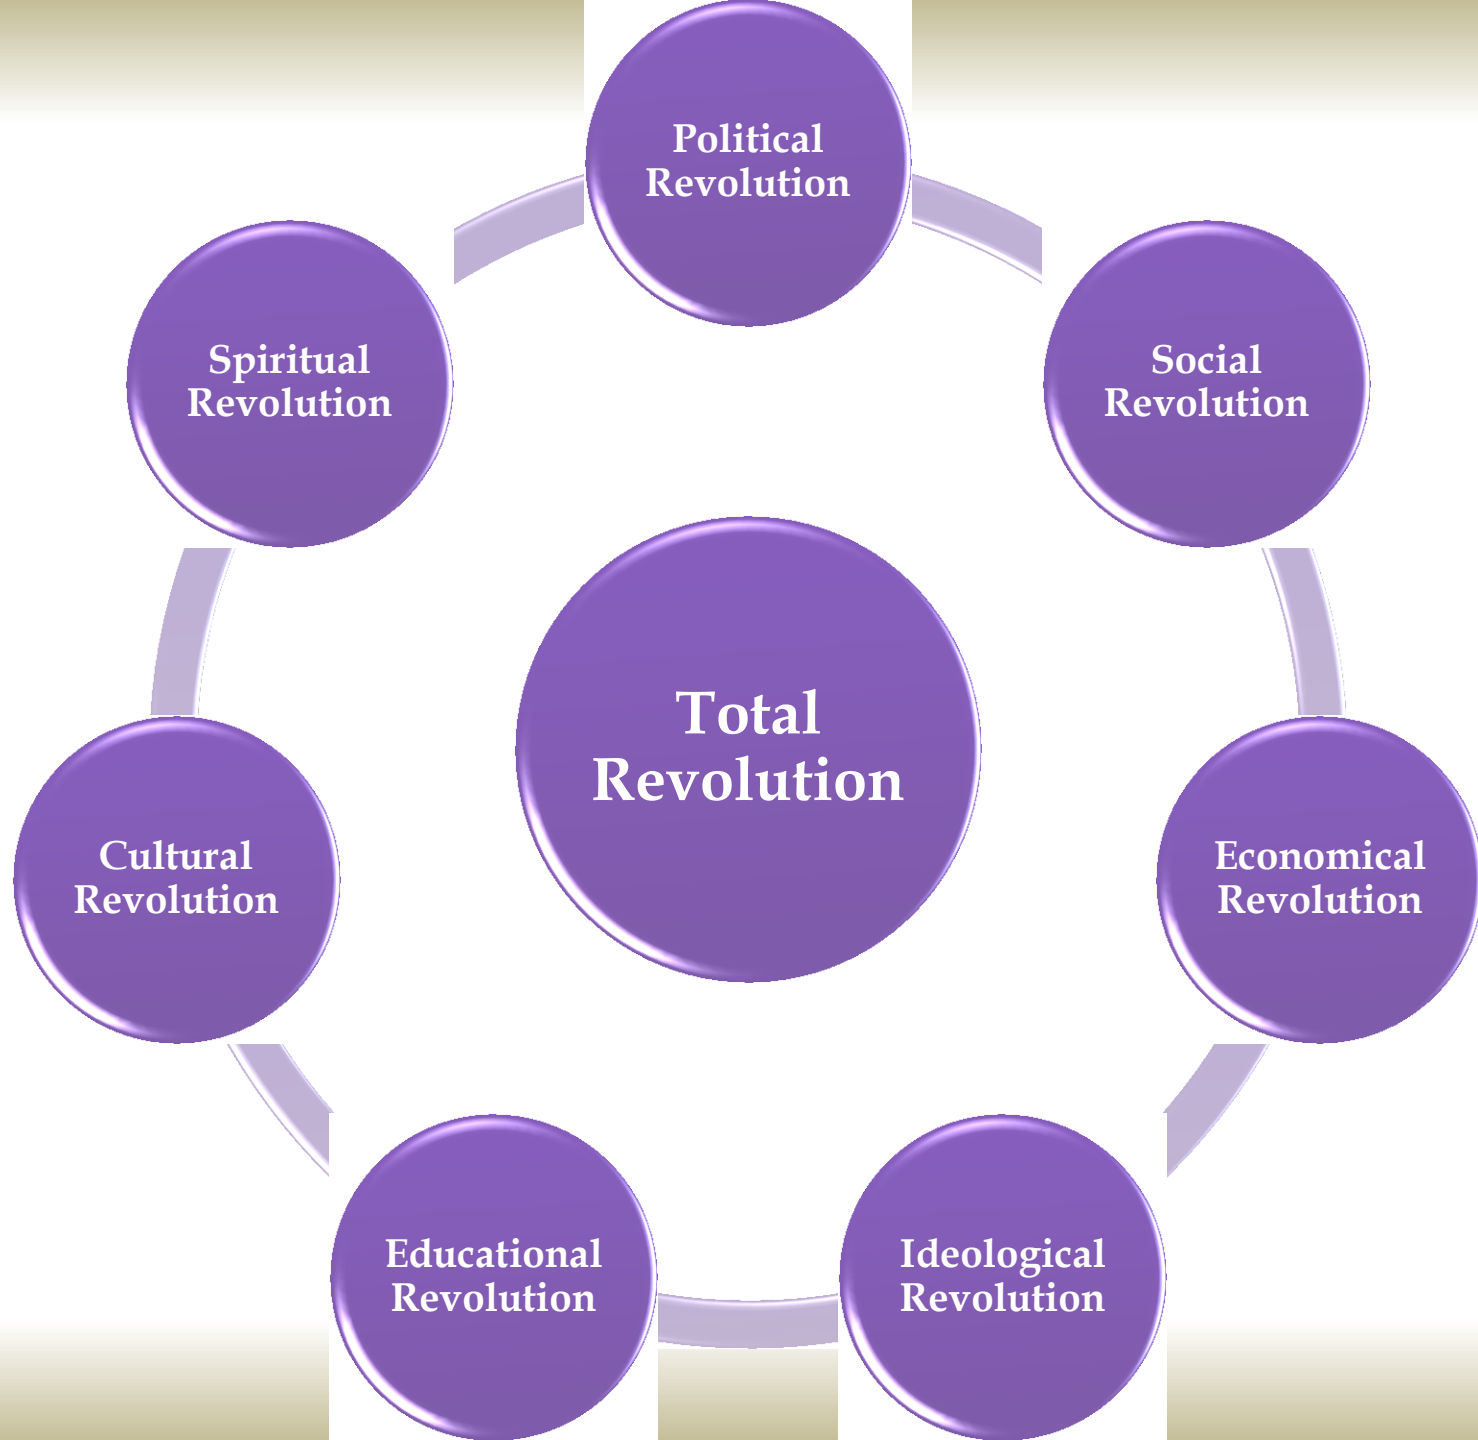 Political
Revolution
Spiritual
Revolution
Social
Revolution
Total
Revolution
Cultural
Revolution
Economical
Revolution
Educational
Revolution
Ideological
Revolution